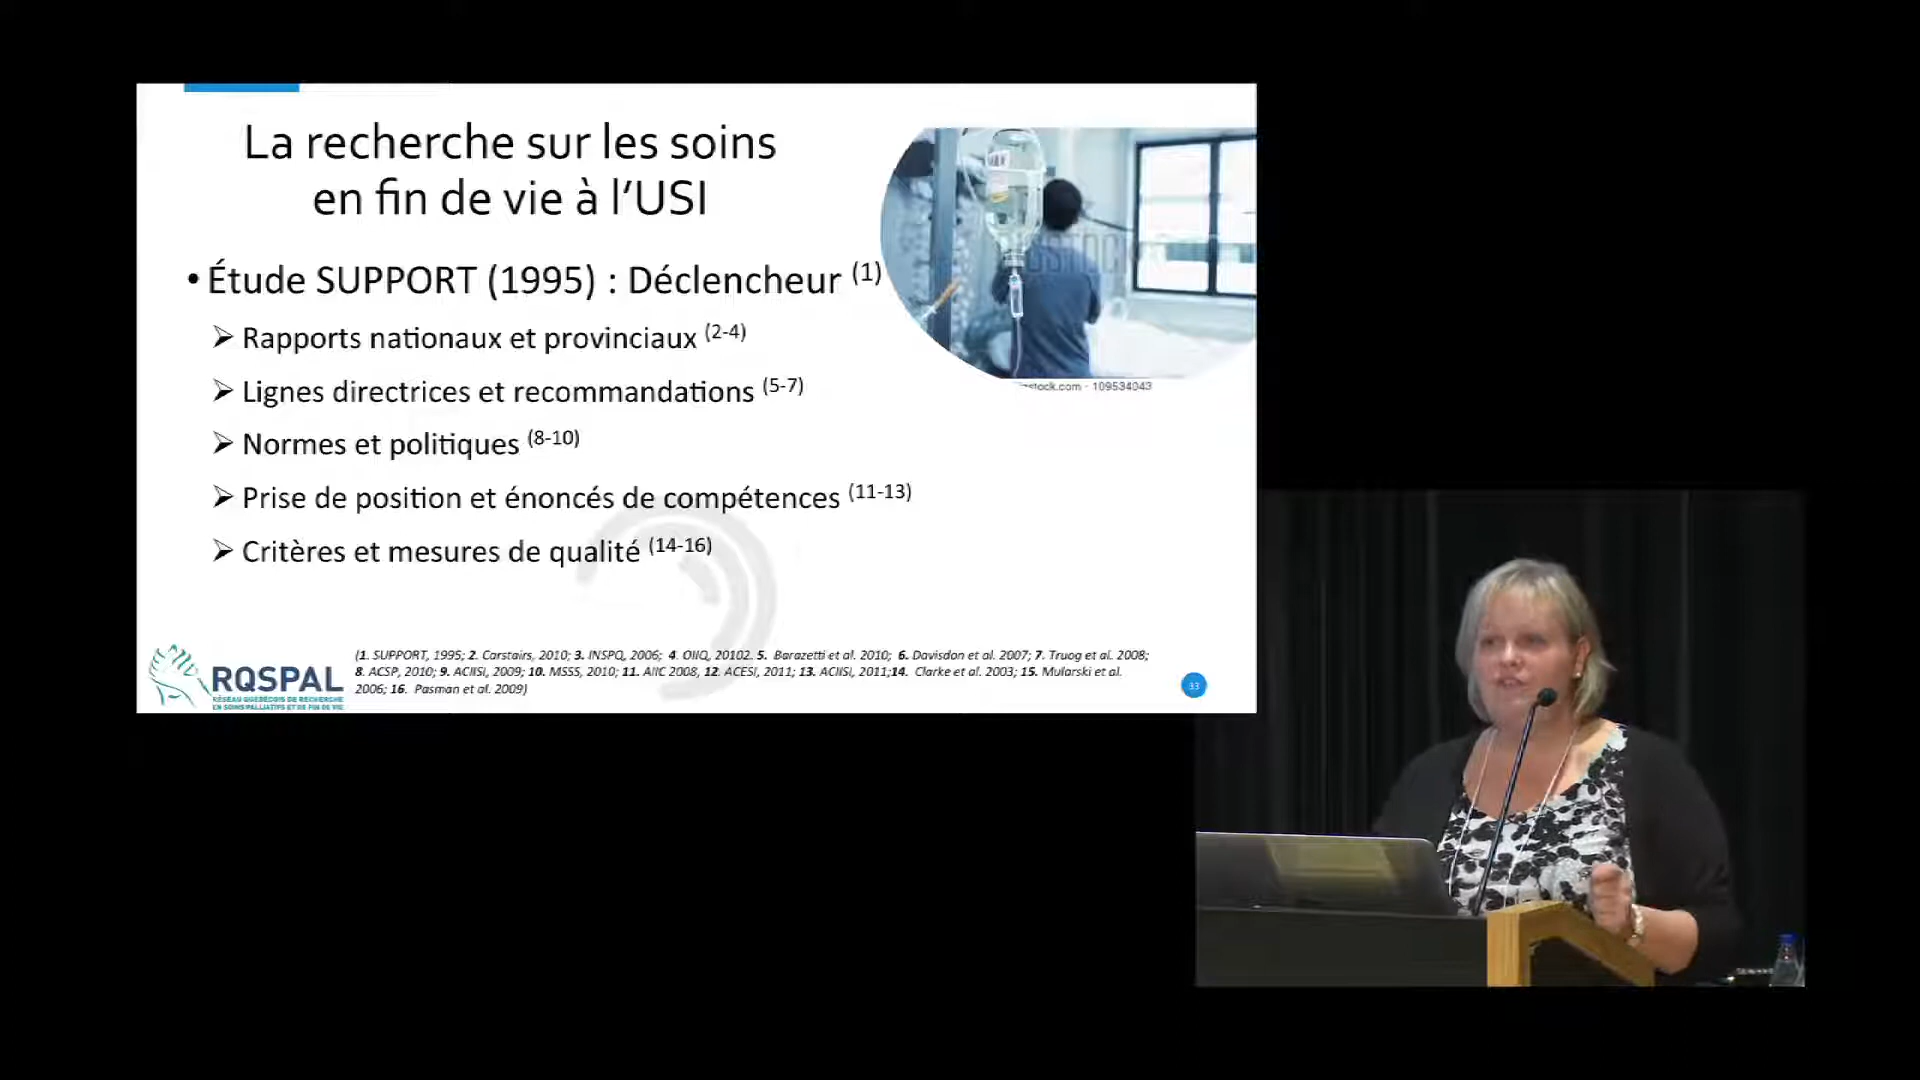 La recherche sur les soins
en fin de vie à l'USI
• Étude SUPPORT (1995) : Déclencheur (1)
➢ Rapports nationaux et provinciaux (2-4)
➢ Lignes directrices et recommandations (5-7)
➢ Normes et politiques (8-10)
➢ Prise de position et énoncés de compétences (11-13)
➢ Critères et mesures de qualité (14-16)
stock.com - 109534043
(1. SUPPORT, 1995; 2. Carstairs, 2010; 3. INSPQ, 2006; 4. OIIQ, 20102. 5. Barazetti et al. 2010; 6. Davisdon et al. 2007; 7. Truog et al. 2008;
8. ACSP, 2010; 9. ACIISI, 2009; 10. MSSS, 2010; 11. AIIC 2008, 12. ACESI, 2011; 13. ACIISI, 2011;14. Clarke et al. 2003; 15. Mularski et al.
2006; 16. Pasman et al. 2009)
RQSPAL
RÉSEAU QUÉBÉCOIS DE RECHERCHE
EN SOINS PALLIATIFS ET DE FIN DE VIE
33